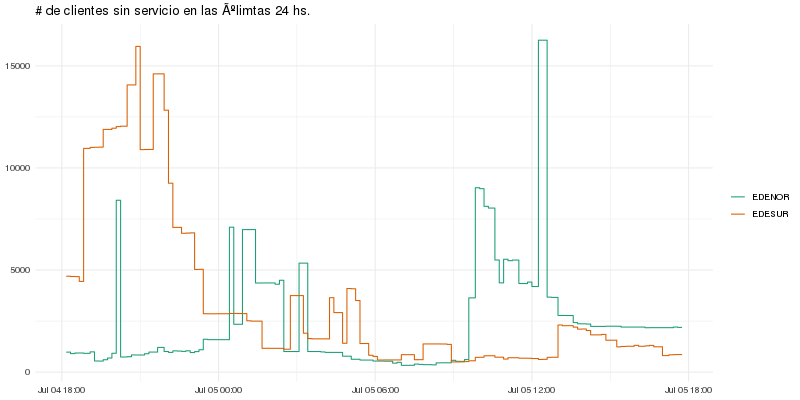 # de clientes sin servicio en las Ãºlimtas 24 hs.
15000
10000
5000
0
Jul 04 18:00
Jul 05 00:00
Jul 05 06:00
Jul 05 12:00
Jul 05 18:00
EDENOR
EDESUR